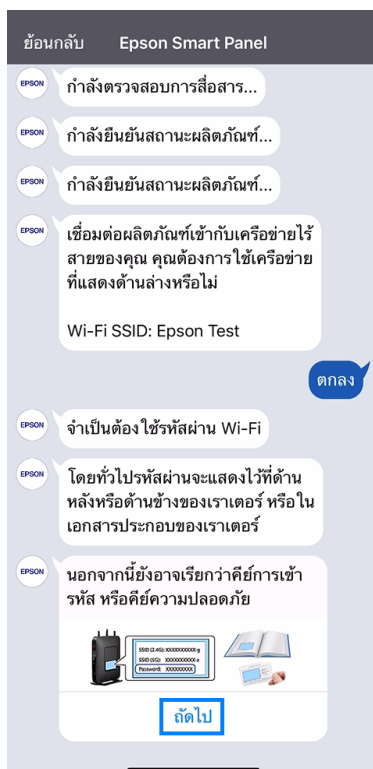 ย้อนกลับ Epson Smart Panel
EPSON กำลังตรวจสอบการสื่อสาร...
EPSON กำลังยืนยันสถานะผลิตภัณฑ์...
EPSON กำลังยืนยันสถานะผลิตภัณฑ์...
EPSON เชื่อมต่อผลิตภัณฑ์เข้ากับเครือข่ายไร้
สายของคุณ คุณต้องการใช้เครือข่าย
ที่แสดงด้านล่างหรือไม่
Wi-Fi SSID: Epson Test
ตกลง
EPSON จำเป็นต้องใช้รหัสผ่าน Wi-Fi
EPSON โดยทั่วไปรหัสผ่านจะแสดงไว้ที่ด้าน
หลังหรือด้านข้างของเราเตอร์ หรือใน
เอกสารประกอบของเราเตอร์
EPSON นอกจากนี้ยังอาจเรียกว่าคีย์การเข้า
รหัส หรือคีย์ความปลอดภัย
SSID (2.4G): XXXXXXXXXX-g
SSID (5G): XXXXXXXXXX-a
Password: XXXXXXXXX
ถัดไป